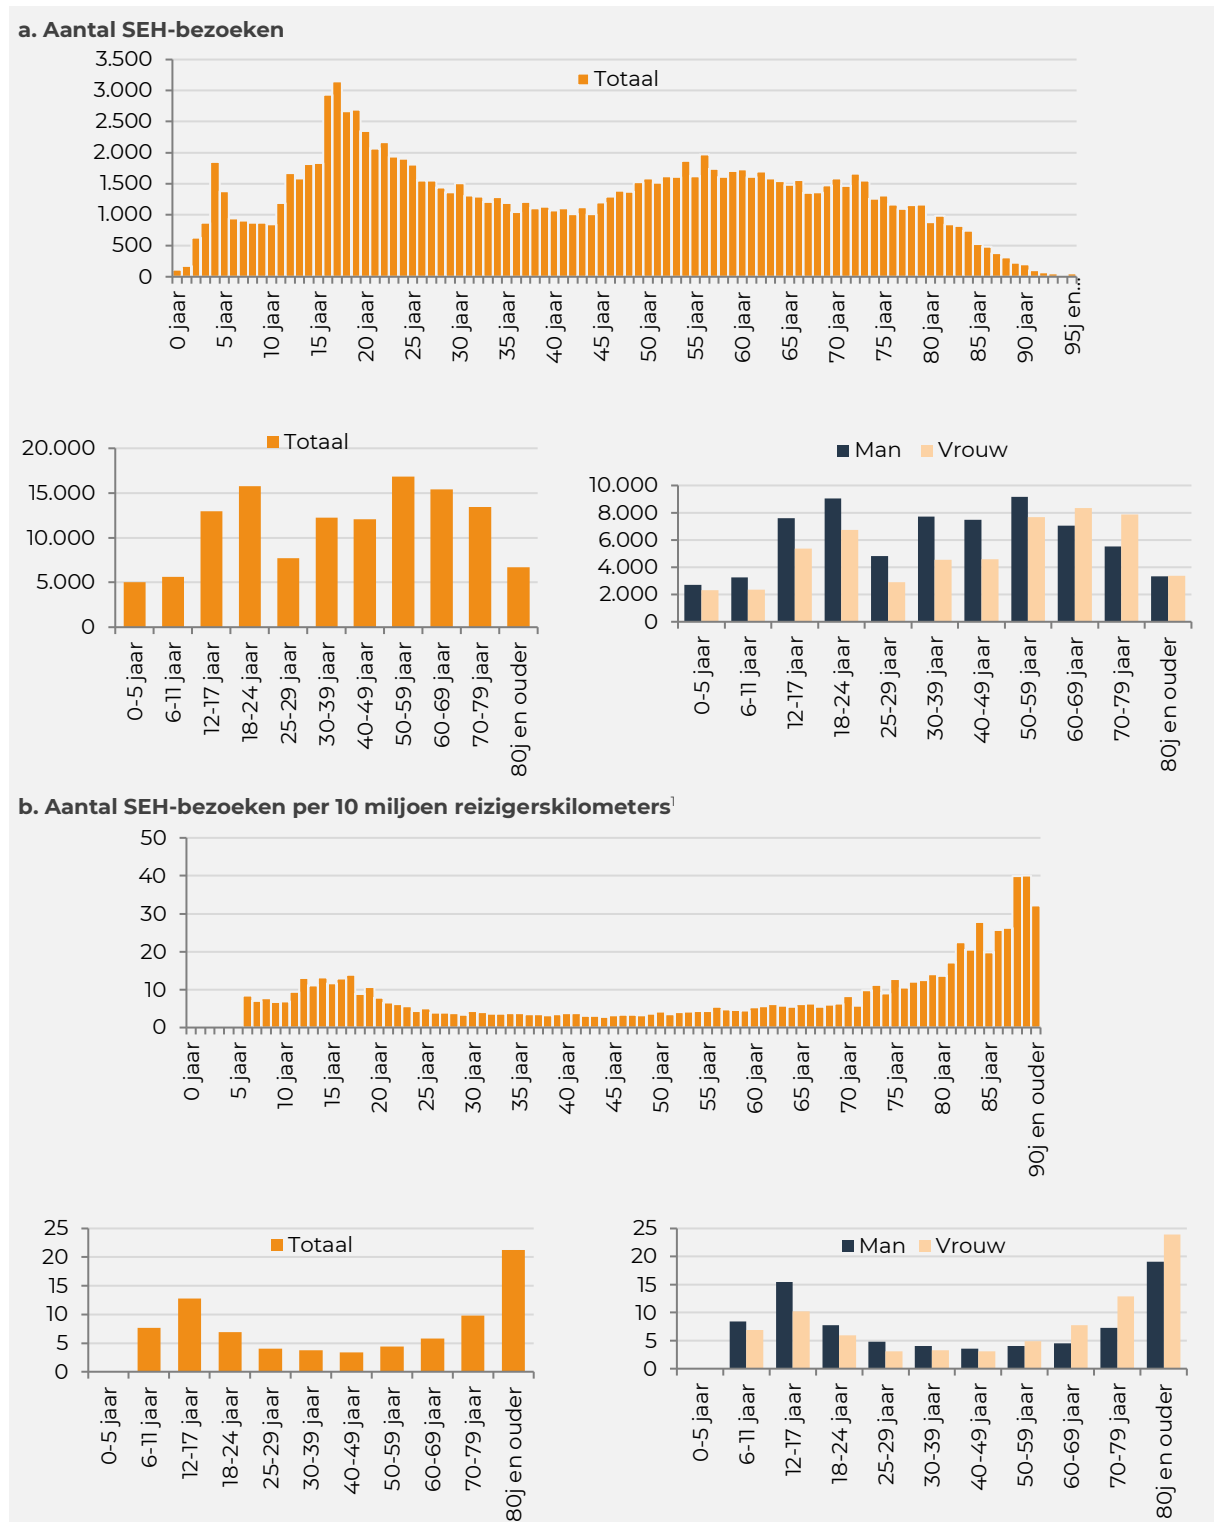 a. Aantal SEH-bezoeken
3.500
3.000
2.500
2.000
1.500
1.000
500
0
Totaal
0 jaar
5 jaar
10 jaar
15 jaar
20 jaar
25 jaar
30 jaar
35 jaar
40 jaar
45 jaar
50 jaar
55 jaar
60 jaar
65 jaar
70 jaar
75 jaar
80 jaar
85 jaar
90 jaar
95j en...
Totaal
20.000
15.000
10.000
5.000
0
0-5 jaar
6-11 jaar
12-17 jaar
18-24 jaar
25-29 jaar
30-39 jaar
40-49 jaar
50-59 jaar
60-69 jaar
70-79 jaar
80j en ouder
Man Vrouw
10.000
8.000
6.000
4.000
2.000
0
0-5 jaar
6-11 jaar
12-17 jaar
18-24 jaar
25-29 jaar
30-39 jaar
40-49 jaar
50-59 jaar
60-69 jaar
70-79 jaar
80j en ouder
b. Aantal SEH-bezoeken per 10 miljoen reizigerskilometers¹
50
40
30
20
10
0
0 jaar
5 jaar
10 jaar
15 jaar
20 jaar
25 jaar
30 jaar
35 jaar
40 jaar
45 jaar
50 jaar
55 jaar
60 jaar
65 jaar
70 jaar
75 jaar
80 jaar
85 jaar
90j en ouder
25
20
15
10
5
0
Totaal
0-5 jaar
6-11 jaar
12-17 jaar
18-24 jaar
25-29 jaar
30-39 jaar
40-49 jaar
50-59 jaar
60-69 jaar
70-79 jaar
80j en ouder
25
20
15
10
5
0
Man Vrouw
0-5 jaar
6-11 jaar
12-17 jaar
18-24 jaar
25-29 jaar
30-39 jaar
40-49 jaar
50-59 jaar
60-69 jaar
70-79 jaar
80j en ouder